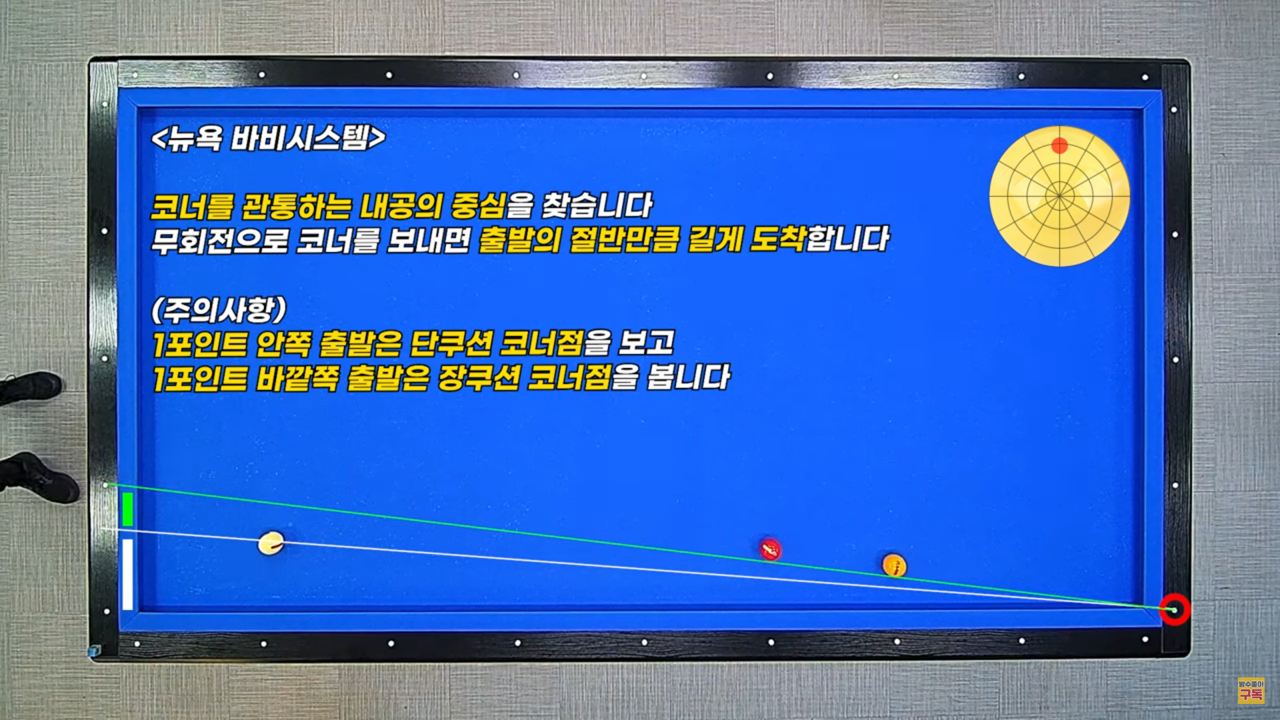 <뉴욕 바비시스템>
코너를 관통하는 내공의 중심을 찾습니다
무회전으로 코너를 보내면 출발의 절반만큼 길게 도착합니다
(주의사항)
1포인트 안쪽 출발은 단쿠션 코너점을 보고
1포인트 바깥쪽 출발은 장쿠션 코너점을 봅니다
구독